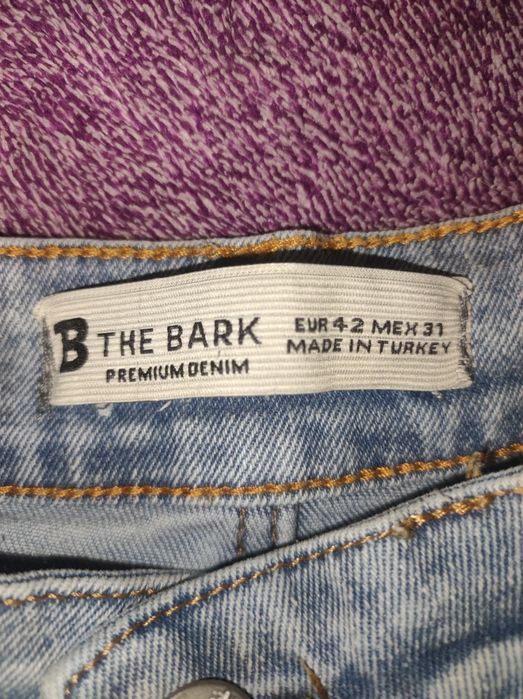 B THE BARK
PREMIUM DENIM
EUR 42 MEX 31
MADE IN TURKEY